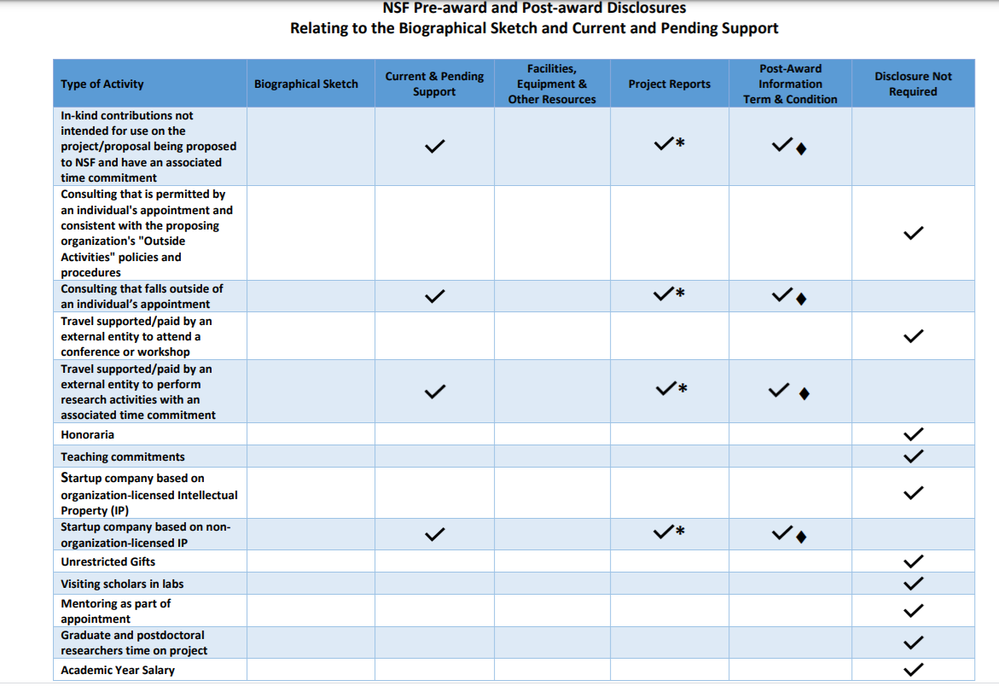 NSF Pre-award and Post-award Disclosures
Relating to the Biographical Sketch and Current and Pending Support
Type of Activity
Biographical Sketch
Current & Pending
Support
Facilities,
Equipment &
Other Resources
Project Reports
Post-Award
Information
Term & Condition
Disclosure Not
Required
In-kind contributions not
intended for use on the
project/proposal being proposed
to NSF and have an associated
time commitment
✓
✓*
✓♦
Consulting that is permitted by
an individual's appointment and
consistent with the proposing
organization's "Outside
Activities" policies and
procedures
✓
Consulting that falls outside of
an individual’s appointment
✓
✓*
✓♦
Travel supported/paid by an
external entity to attend a
conference or workshop
✓
Travel supported/paid by an
external entity to perform
research activities with an
associated time commitment
✓
✓*
✓ ♦
Honoraria
✓
Teaching commitments
✓
Startup company based on
organization-licensed Intellectual
Property (IP)
✓
Startup company based on non-
organization-licensed IP
✓
✓*
✓♦
Unrestricted Gifts
✓
Visiting scholars in labs
✓
Mentoring as part of
appointment
✓
Graduate and postdoctoral
researchers time on project
✓
Academic Year Salary
✓